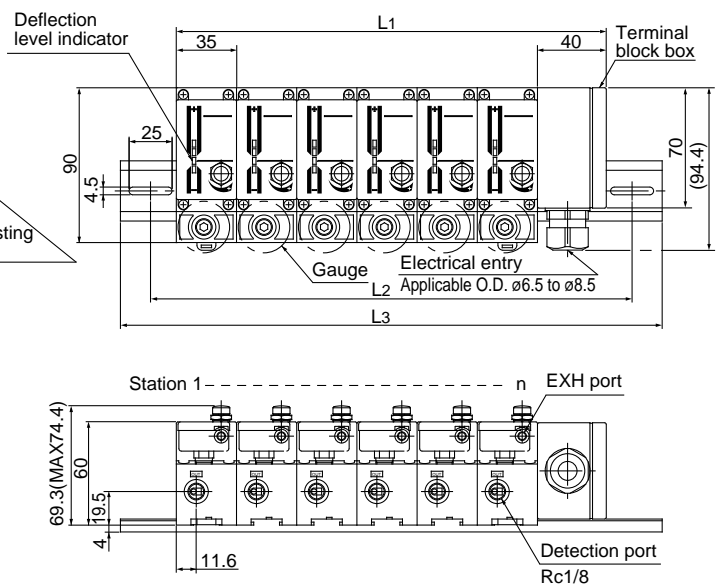 Deflection
level indicator
L1
35
40
Terminal
block box
25
90
4.5
70
(94.4)
sting
Gauge
Electrical entry
Applicable O.D. ø6.5 to ø8.5
L2
L3
Station 1
n
EXH port
69.3(MAX74.4)
60
19.5
4
11.6
Detection port
Rc1/8